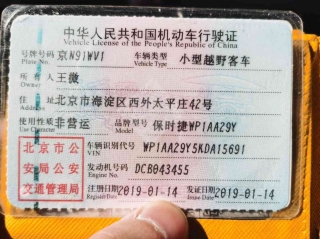 中华人民共和国机动车行驶证
Vehicle License of the People's Republic of China
号牌号码 京N91WV1 车辆类型 小型越野客车
Plate No. Vehicle Type
所有人 王微
Owner
住址 北京市海淀区西外太平庄42号
Address
使用性质 非营运 品牌型号 保时捷WP1AA29Y
Use Character Model
北京市公 车辆识别代号 WP1AA29Y5KDA15691
VIN
安局公安 发动机号码 DCB043455
Engine No.
交通管理局 注册日期 2019-01-14 发证日期 2019-01-14
Register Date Issue Date